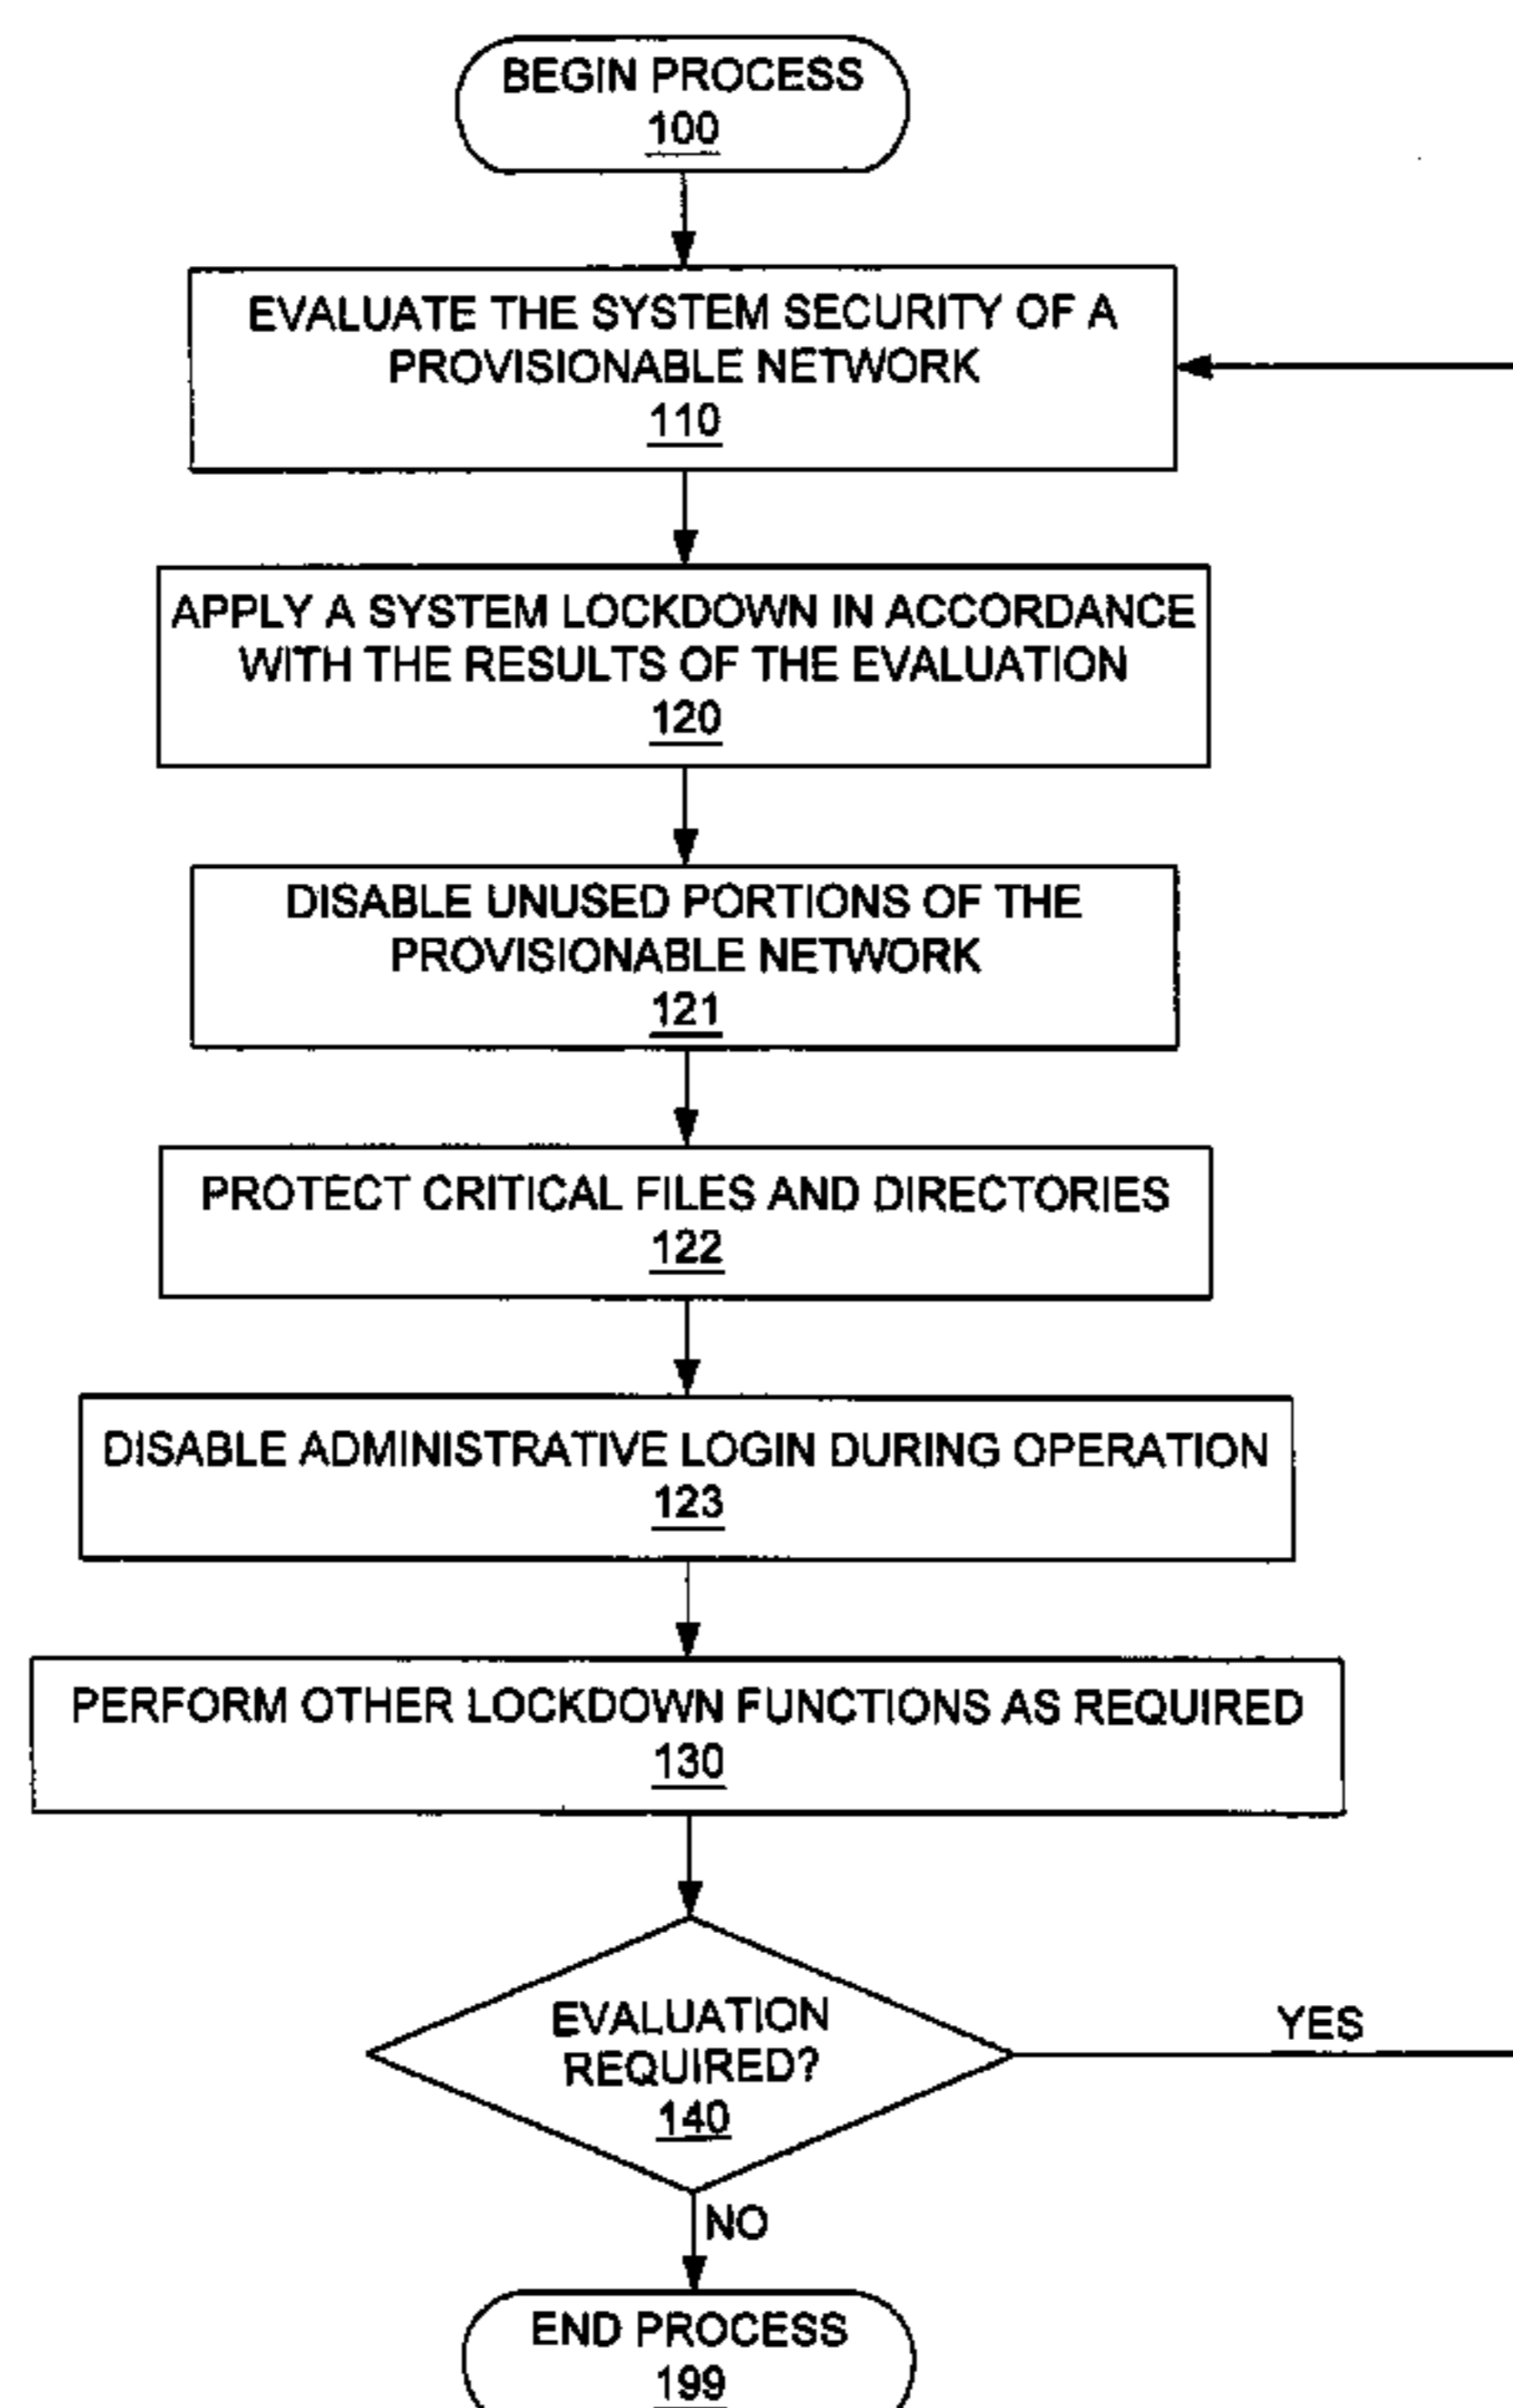 BEGIN PROCESS
100
EVALUATE THE SYSTEM SECURITY OF A
PROVISIONABLE NETWORK
110
APPLY A SYSTEM LOCKDOWN IN ACCORDANCE
WITH THE RESULTS OF THE EVALUATION
120
DISABLE UNUSED PORTIONS OF THE
PROVISIONABLE NETWORK
121
PROTECT CRITICAL FILES AND DIRECTORIES
122
DISABLE ADMINISTRATIVE LOGIN DURING OPERATION
123
PERFORM OTHER LOCKDOWN FUNCTIONS AS REQUIRED
130
EVALUATION
REQUIRED?
140
YES
NO
END PROCESS
199